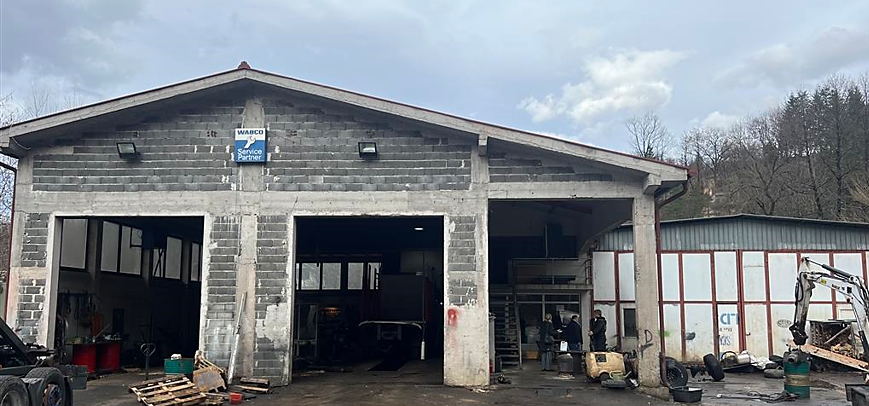 WABCO
Service
Partner